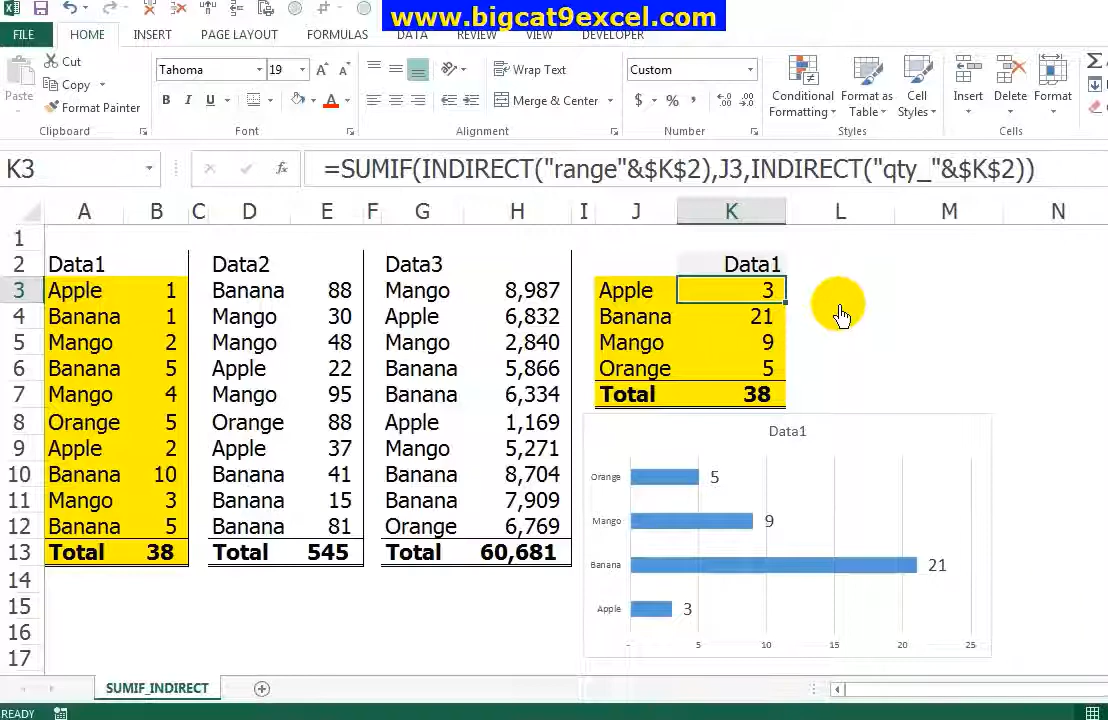 www.bigcat9excel.com
FILE HOME INSERT PAGE LAYOUT FORMULAS DATA REVIEW VIEW DEVELOPER
Paste
Cut
Copy
Format Painter
Clipboard
Tahoma 19
B I U
Font
Wrap Text
Merge & Center
Alignment
Custom
$ % ,
Number
Conditional Formatting
Format as Table
Cell Styles
Styles
Insert Delete Format
Cells
K3 fx =SUMIF(INDIRECT("range"&$K$2),J3,INDIRECT("qty_"&$K$2))
A B C D E F G H I J K L M N
1
2 Data1 Data2 Data3 Data1
3 Apple 1 Banana 88 Mango 8,987 Apple 3
4 Banana 1 Mango 30 Apple 6,832 Banana 21
5 Mango 2 Mango 48 Mango 2,840 Mango 9
6 Banana 5 Apple 22 Banana 5,866 Orange 5
7 Mango 4 Mango 95 Banana 6,334 Total 38
8 Orange 5 Orange 88 Apple 1,169
9 Apple 2 Apple 37 Mango 5,271
10 Banana 10 Banana 41 Banana 8,704
11 Mango 3 Banana 15 Banana 7,909
12 Banana 5 Banana 81 Orange 6,769
13 Total 38 Total 545 Total 60,681
14
15
16
17
Data1
Orange 5
Mango 9
Banana 21
Apple 3
- 5 10 15 20 25
SUMIF_INDIRECT
READY